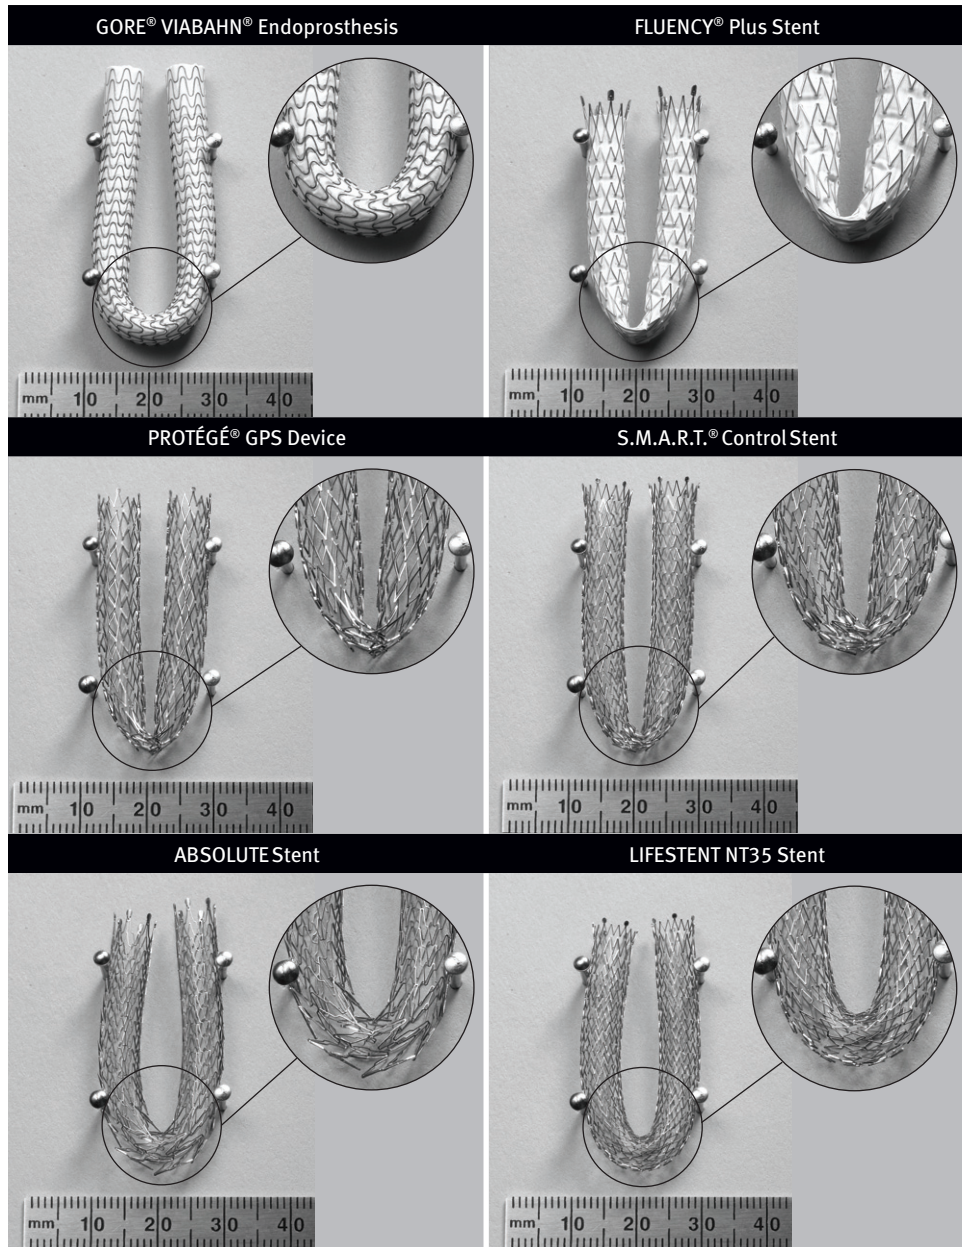 GORE® VIABAHN® Endoprosthesis
FLUENCY® Plus Stent
mm 10 20 30 40
mm 10 20 30 40
PROTÉGÉ® GPS Device
S.M.A.R.T.® Control Stent
mm 10 20 30 40
mm 10 20 30 40
ABSOLUTE Stent
LIFESTENT NT35 Stent
mm 10 20 30 40
mm 10 20 30 40